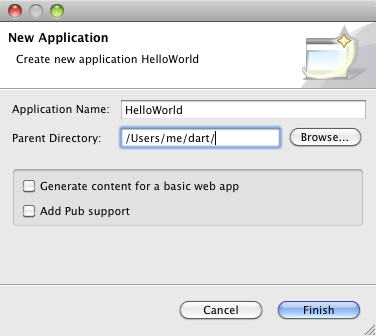 New Application
Create new application HelloWorld
Application Name: HelloWorld
Parent Directory: /Users/me/dart/ Browse...
Generate content for a basic web app
Add Pub support
Cancel Finish